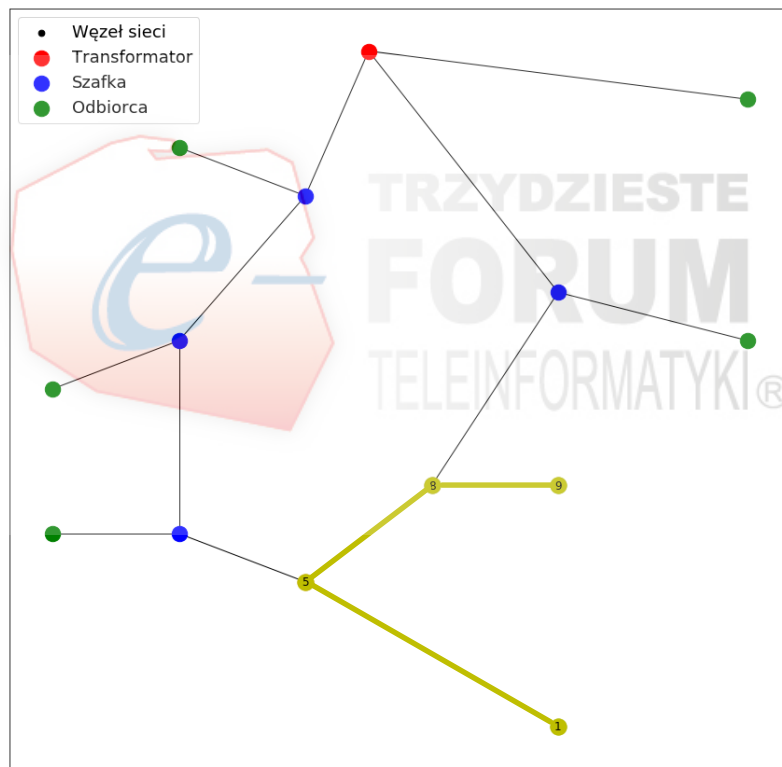 Węzeł sieci
Transformator
Szafka
Odbiorca
e-
TRZYDZIESTE
FORUM
TELEINFORMATYKI®
8
9
5
1